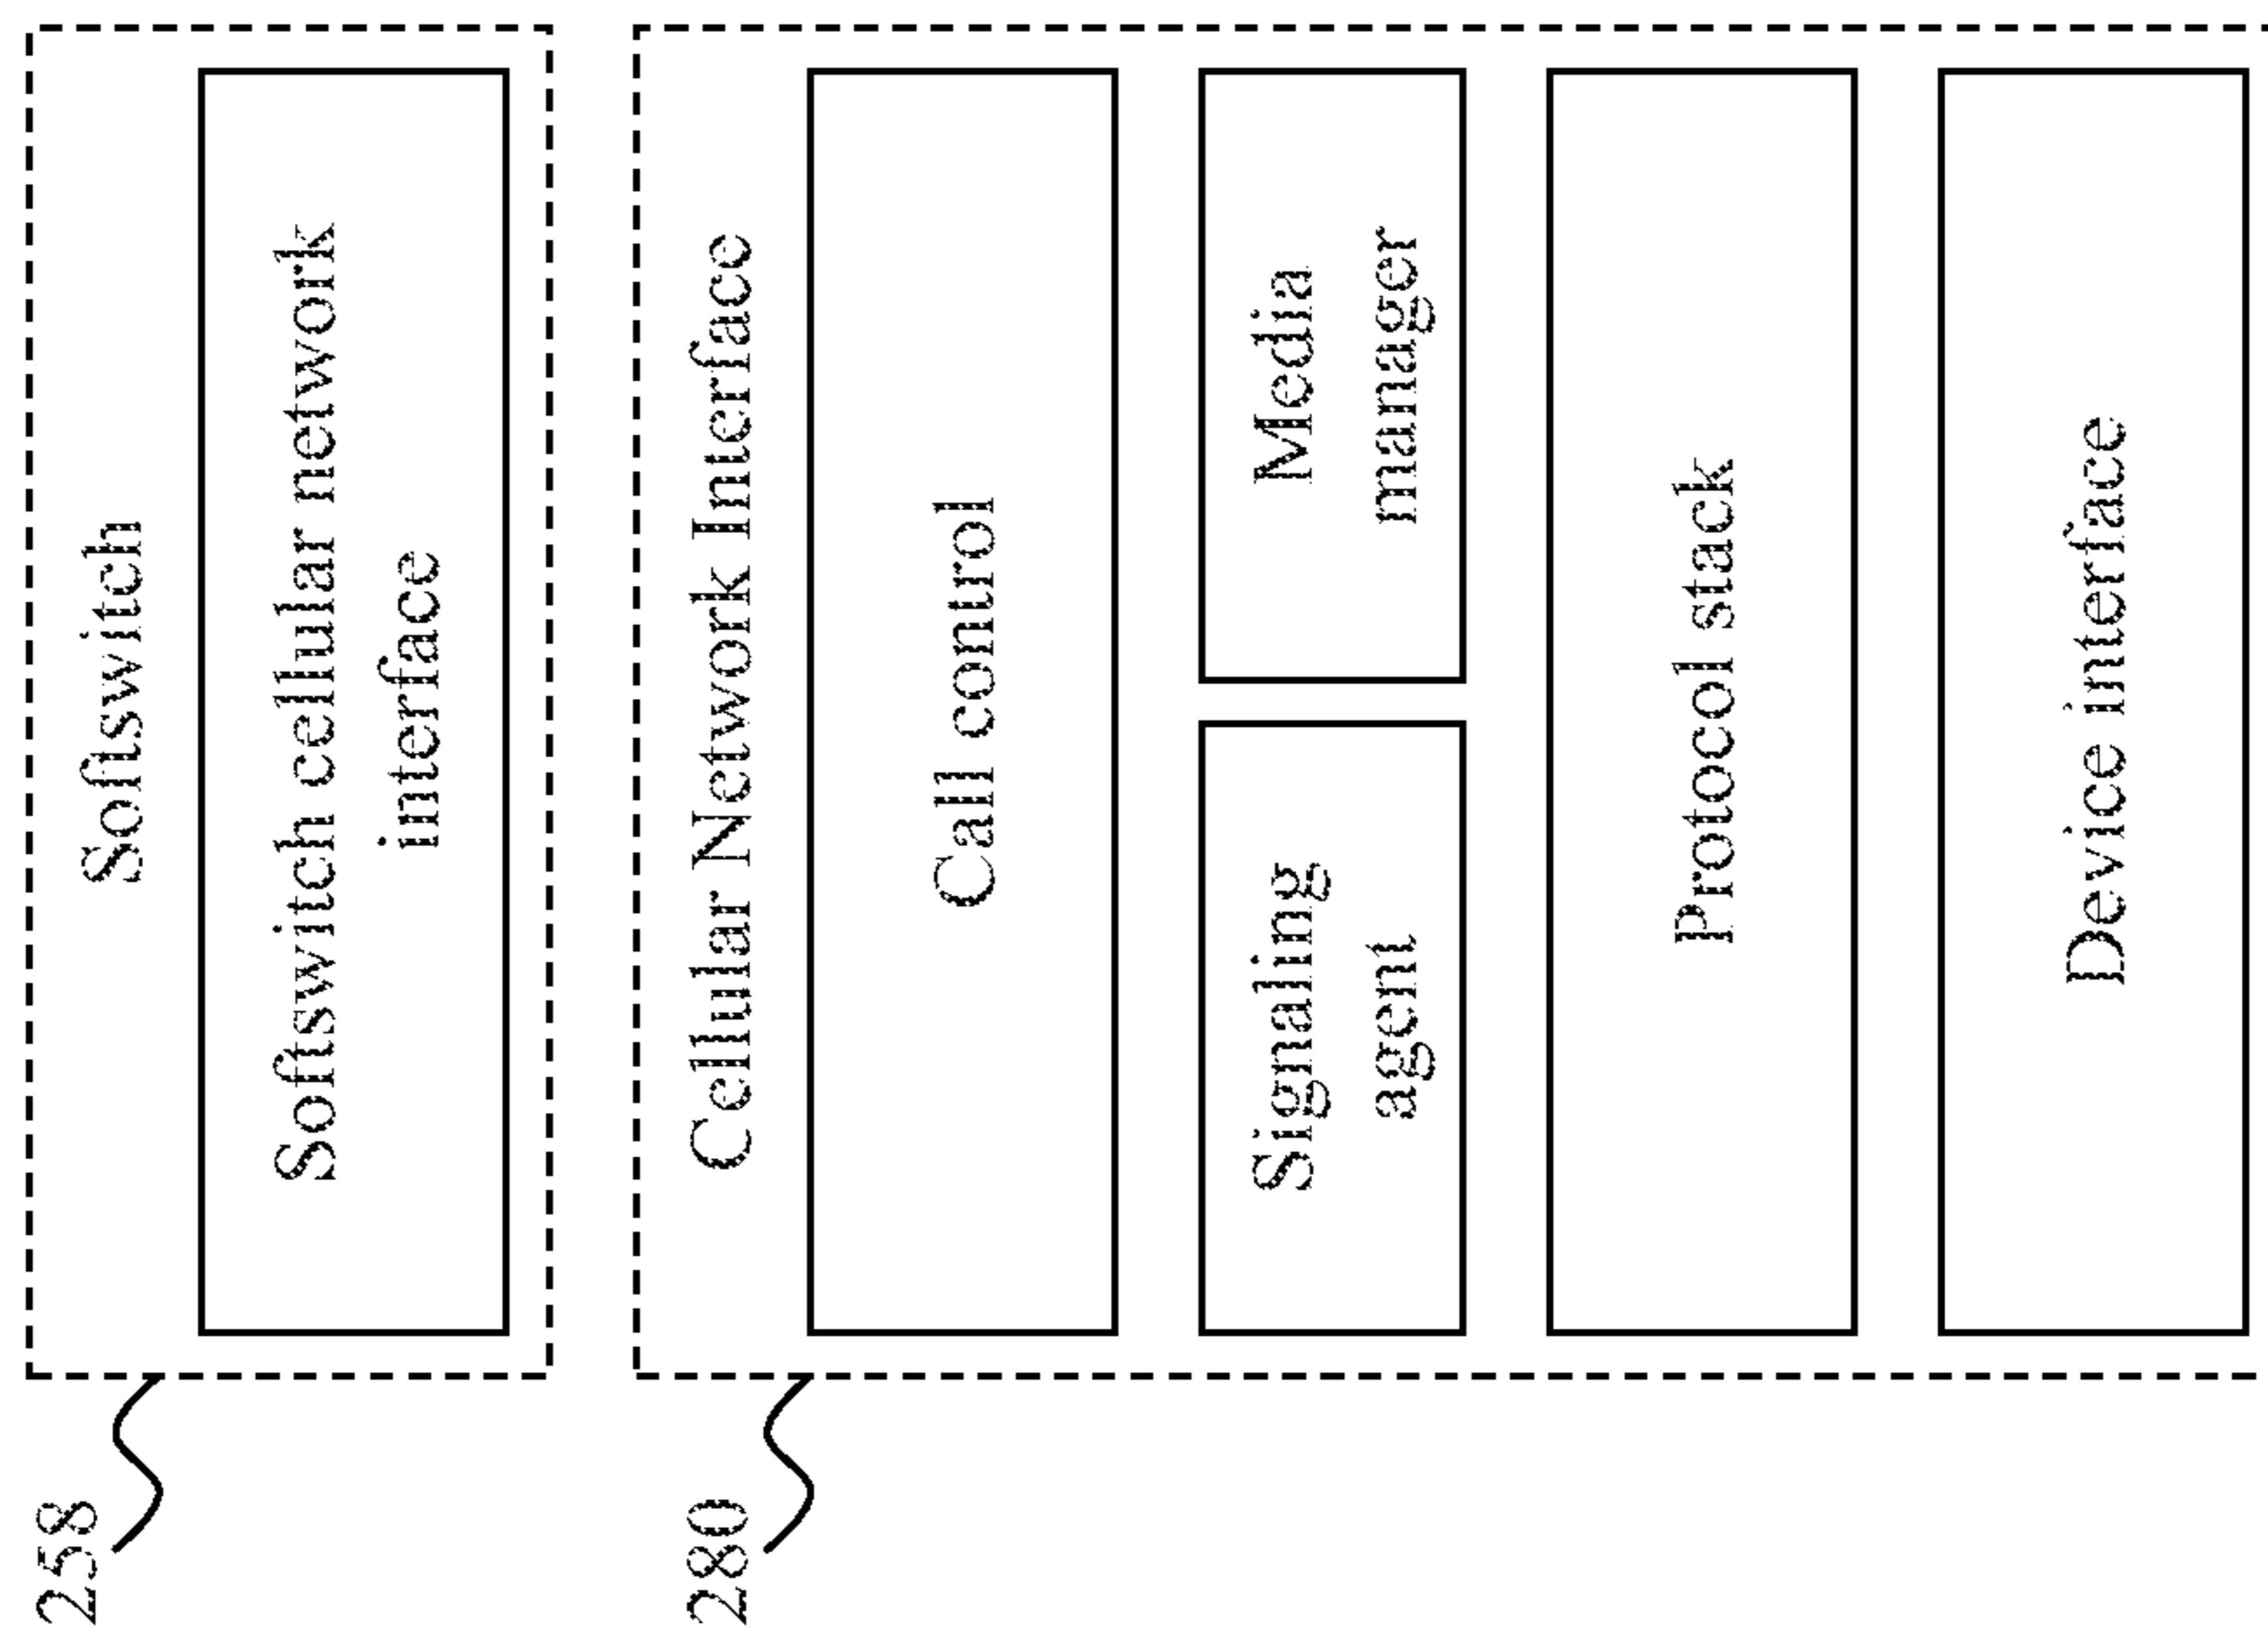 258
Softswitch
Softswitch cellular network
interface
280
Cellular Network Interface
Call control
Signaling
agent
Media
manager
Protocol stack
Device interface